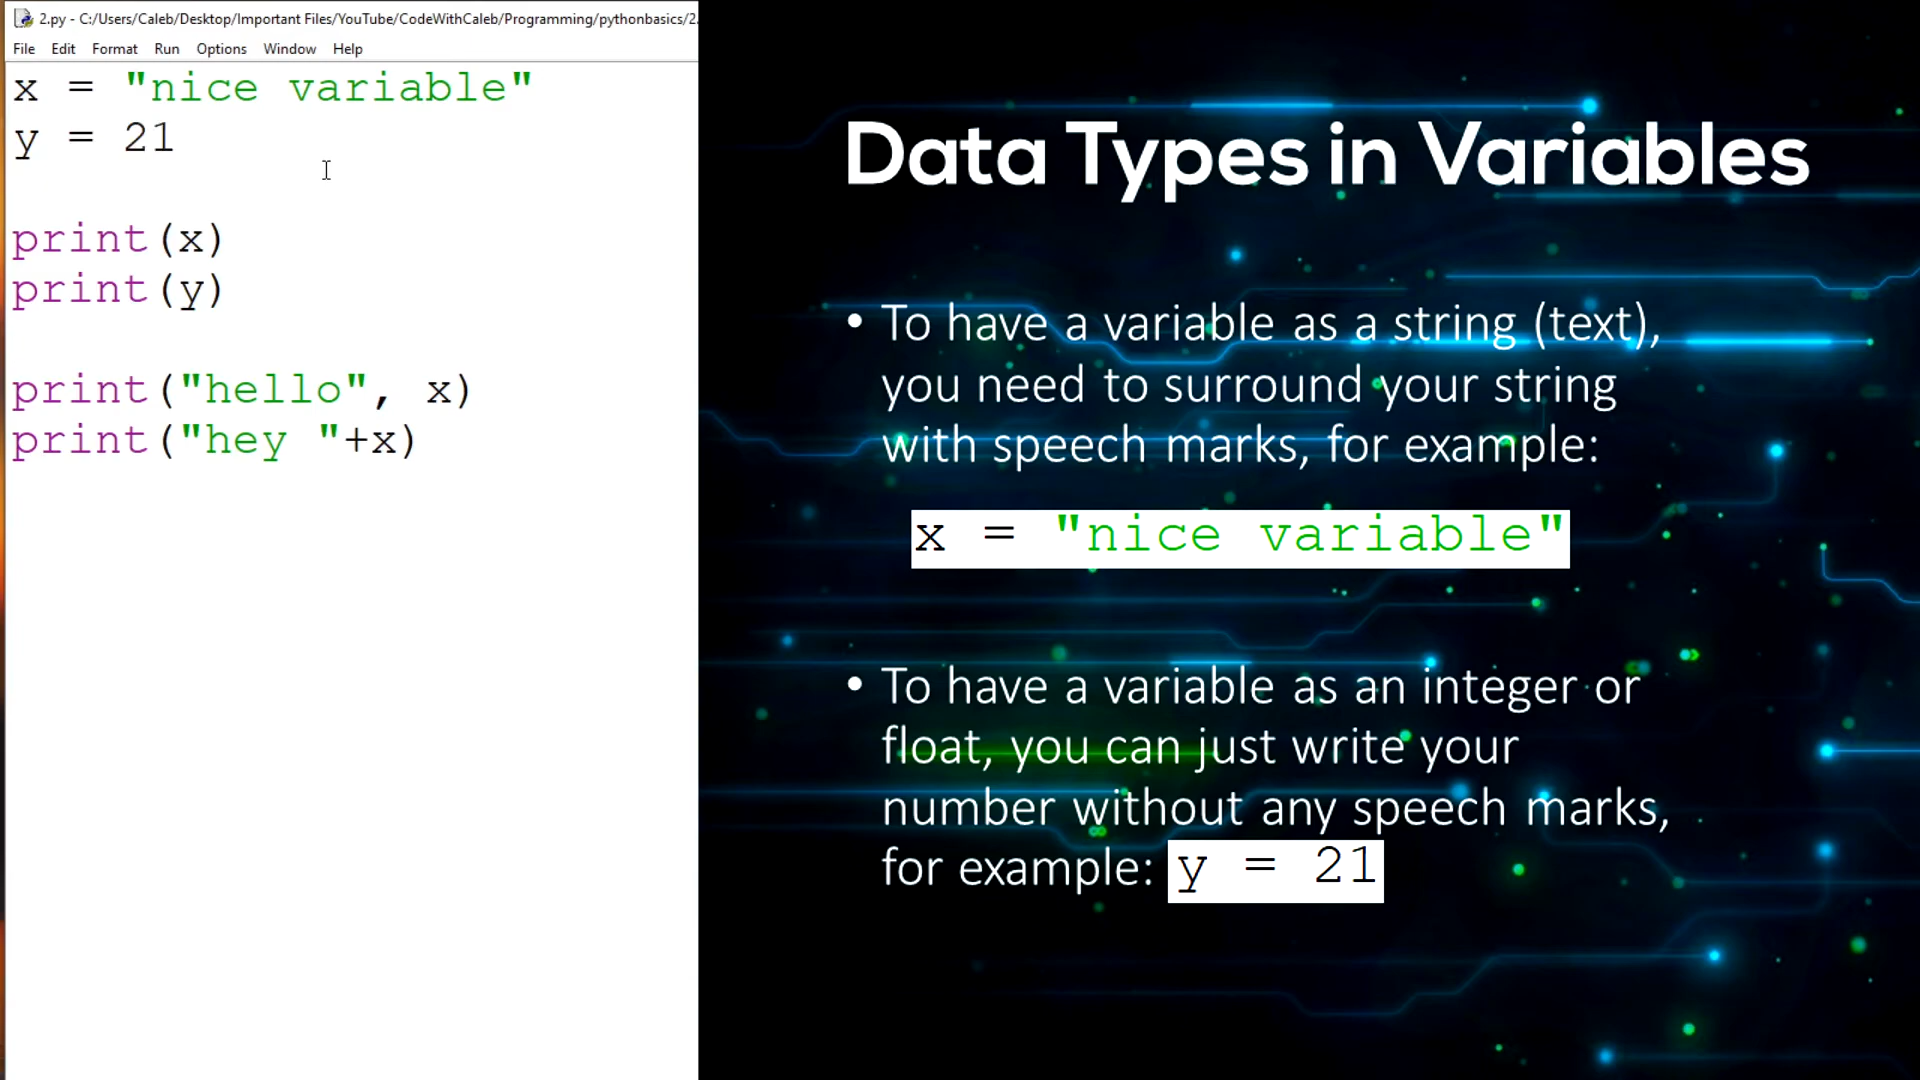 2.py - C:/Users/Caleb/Desktop/Important Files/YouTube/CodeWithCaleb/Programming/pythonbasics/2.
File Edit Format Run Options Window Help
x = "nice variable"
y = 21
print(x)
print(y)
print("hello", x)
print("hey "+x)
Data Types in Variables
• To have a variable as a string (text),
you need to surround your string
with speech marks, for example:
x = "nice variable"
• To have a variable as an integer or
float, you can just write your
number without any speech marks,
for example: y = 21